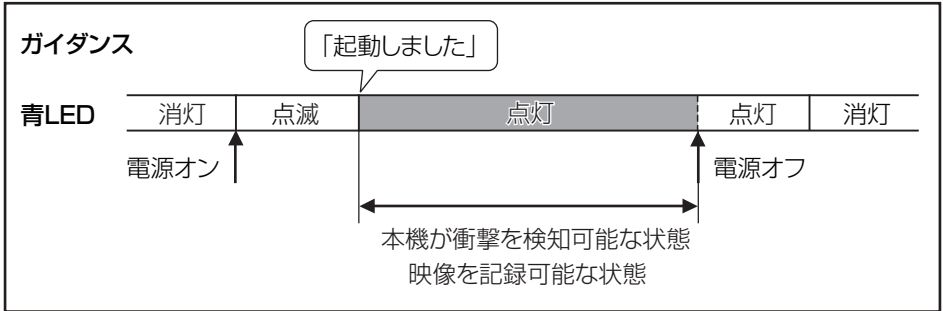 ガイダンス
「起動しました」
青LED 消灯 点滅 点灯 点灯 消灯
電源オン 電源オフ
本機が衝撃を検知可能な状態
映像を記録可能な状態